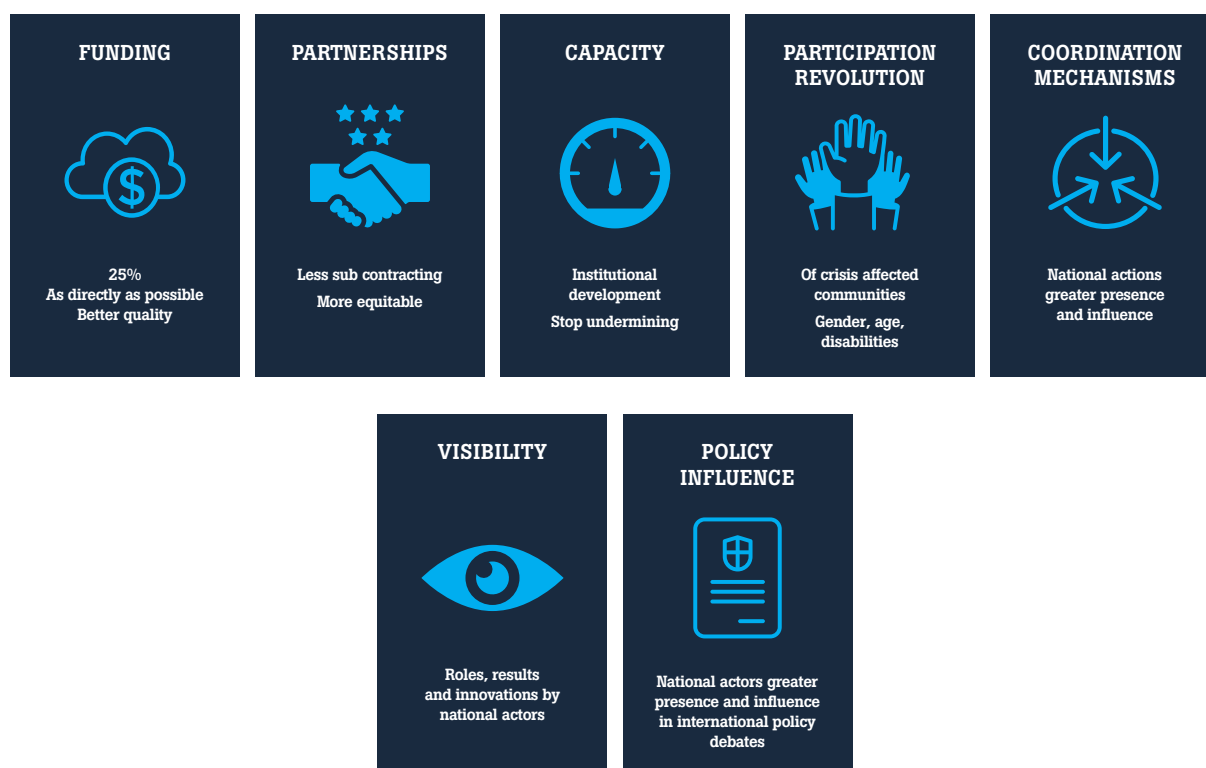 FUNDING
$
25%
As directly as possible
Better quality
PARTNERSHIPS
Less sub contracting
More equitable
CAPACITY
Institutional
development
Stop undermining
PARTICIPATION
REVOLUTION
Of crisis affected
communities
Gender, age,
disabilities
COORDINATION
MECHANISMS
National actions
greater presence
and influence
VISIBILITY
Roles, results
and innovations by
national actors
POLICY
INFLUENCE
National actors greater
presence and influence
in international policy
debates